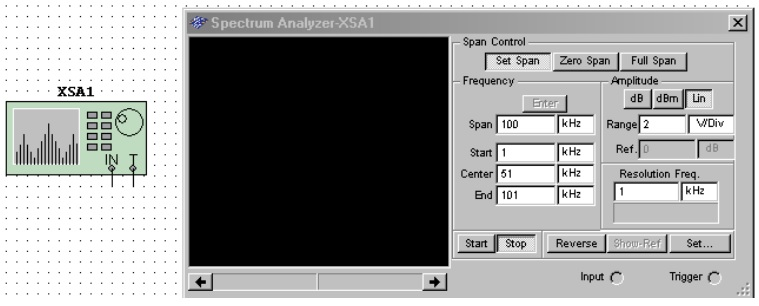 Spectrum Analyzer-XSA1
XSA1
IN T
Span Control
Set Span Zero Span Full Span
Frequency
Enter
Span 100 kHz
Start 1 kHz
Center 51 kHz
End 101 kHz
Amplitude
dB dBm Lin
Range 2 V/Div
Ref. 0 dB
Resolution Freq.
1 kHz
Start Stop Reverse Show-Ref Set...
Input Trigger